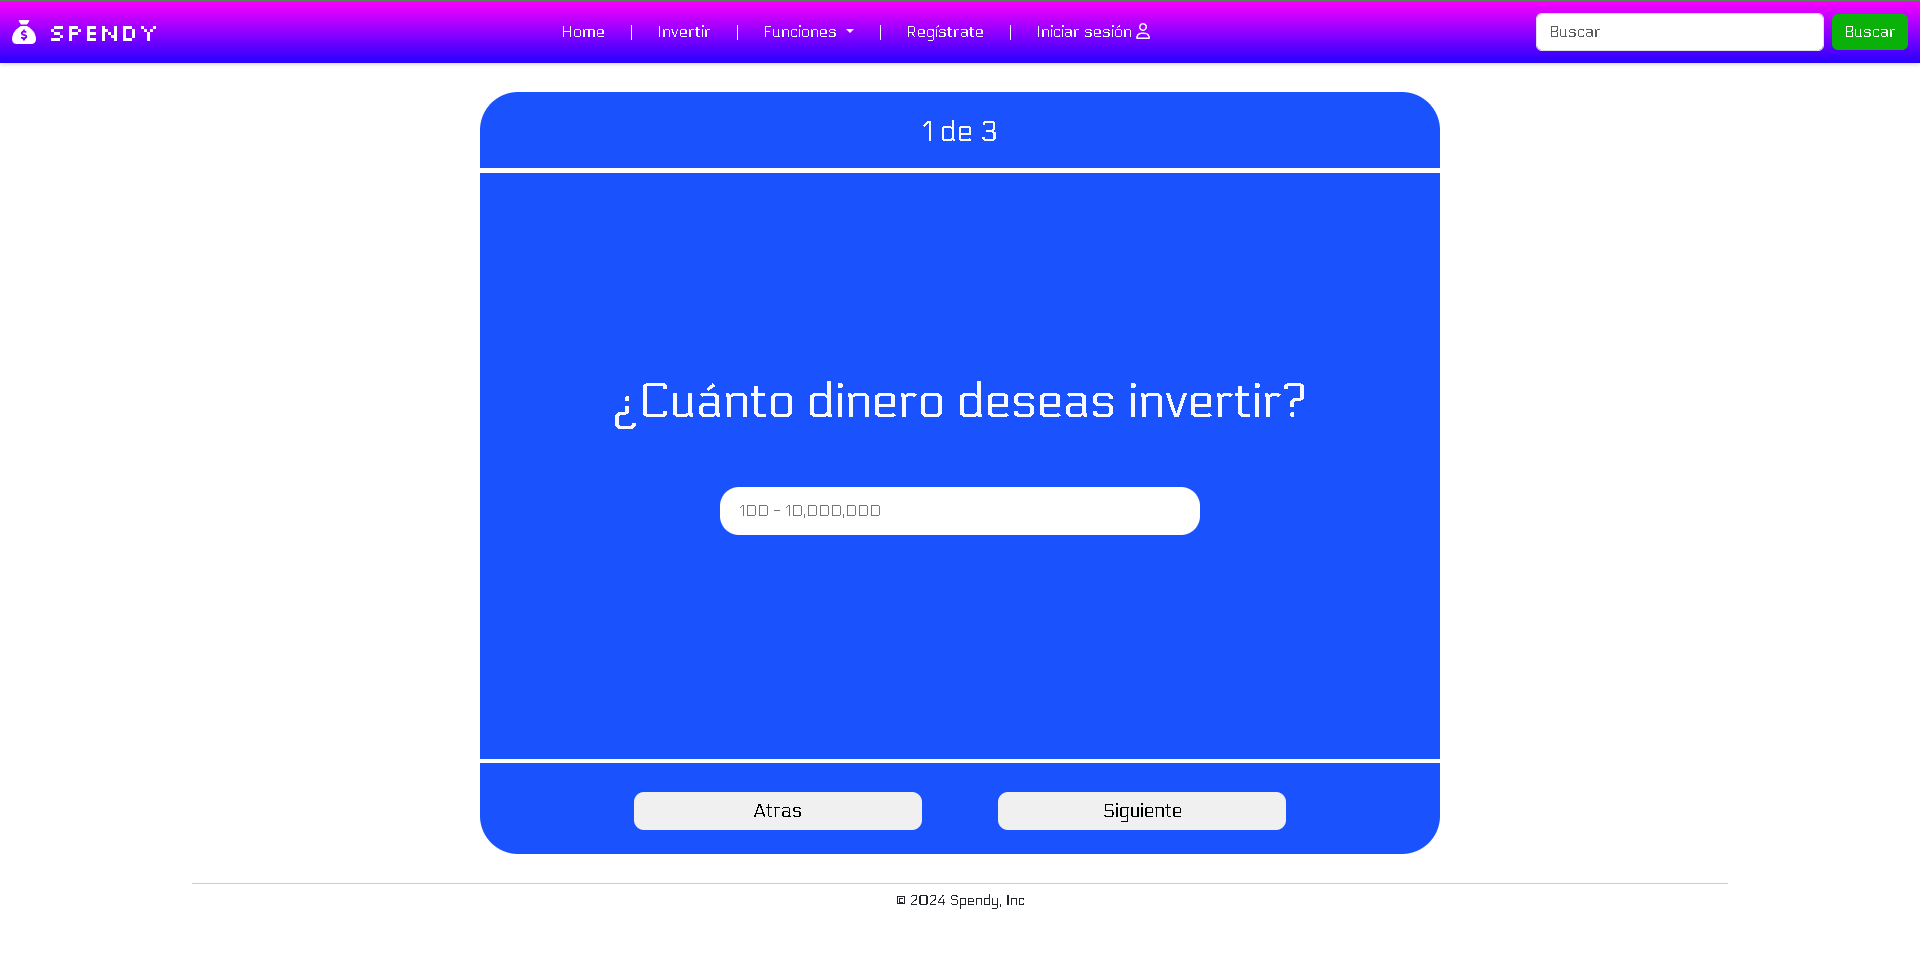 SPENDY
Home | Invertir | Funciones | Regístrate | Iniciar sesión
Buscar
Buscar
1 de 3
¿Cuánto dinero deseas invertir?
100 - 10,000,000
Atras
Siguiente
© 2024 Spendy, Inc